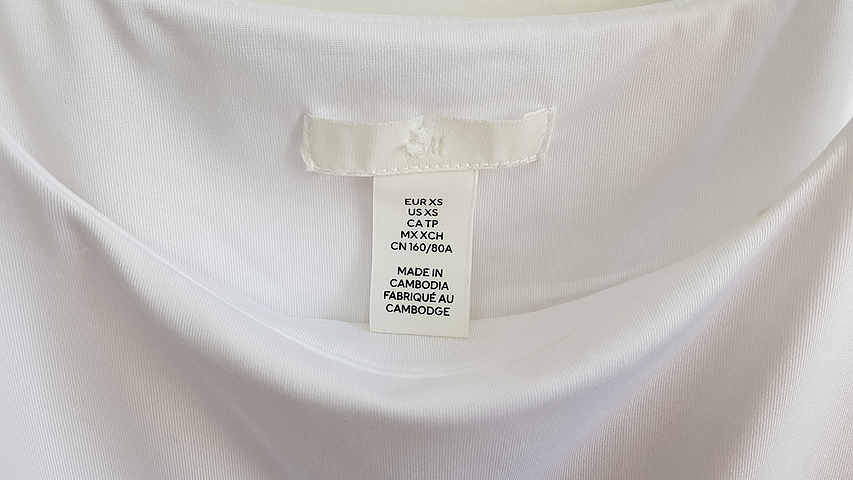 EUR XS
US XS
CA TP
MX XCH
CN 160/80A
MADE IN
CAMBODIA
FABRIQUÉ AU
CAMBODGE